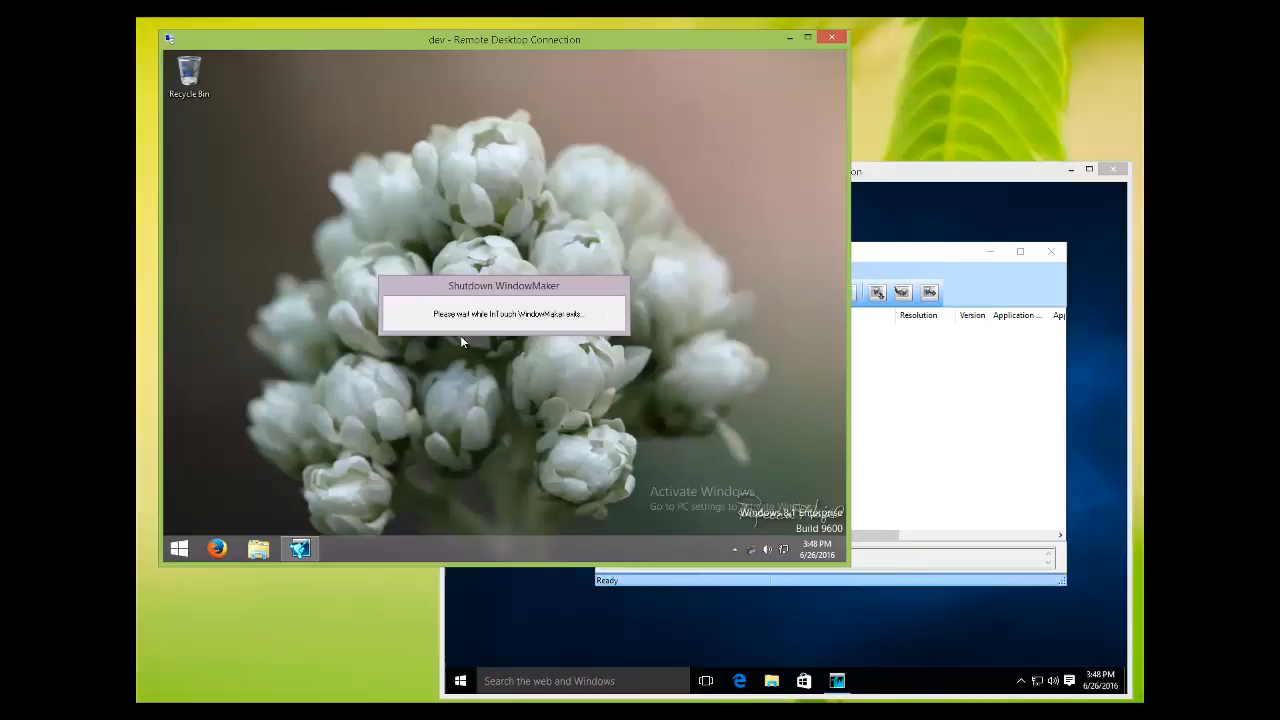 dev - Remote Desktop Connection
Recycle Bin
on
Shutdown WindowMaker
Please wait while InTouch WindowMaker exits...
Resolution
Version
Application ...
App
Activate Windows
Go to PC settings to
Windows 8.1 Enterprise
Build 9600
3:48 PM
6/26/2016
Ready
Search the web and Windows
3:48 PM
6/26/2016